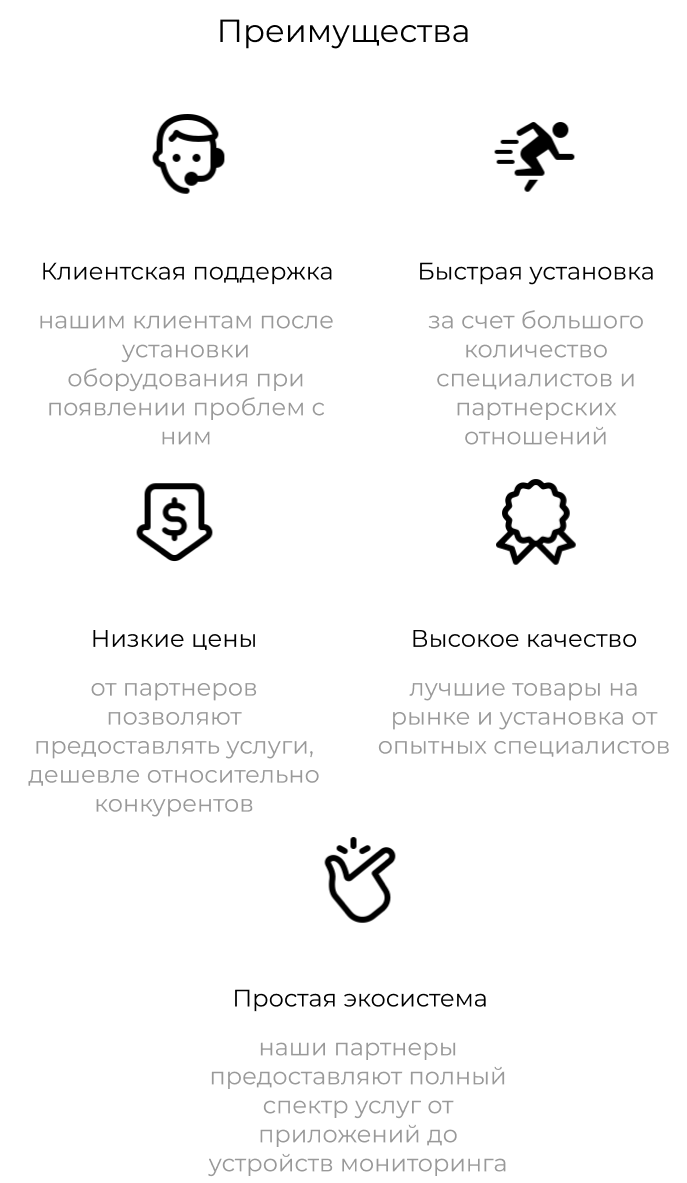 Преимущества
Клиентская поддержка
нашим клиентам после
установки
оборудования при
появлении проблем с
ним
Быстрая установка
за счет большого
количество
специалистов и
партнерских
отношений
Низкие цены
от партнеров
позволяют
предоставлять услуги,
дешевле относительно
конкурентов
Высокое качество
лучшие товары на
рынке и установка от
опытных специалистов
Простая экосистема
наши партнеры
предоставляют полный
спектр услуг от
приложений до
устройств мониторинга